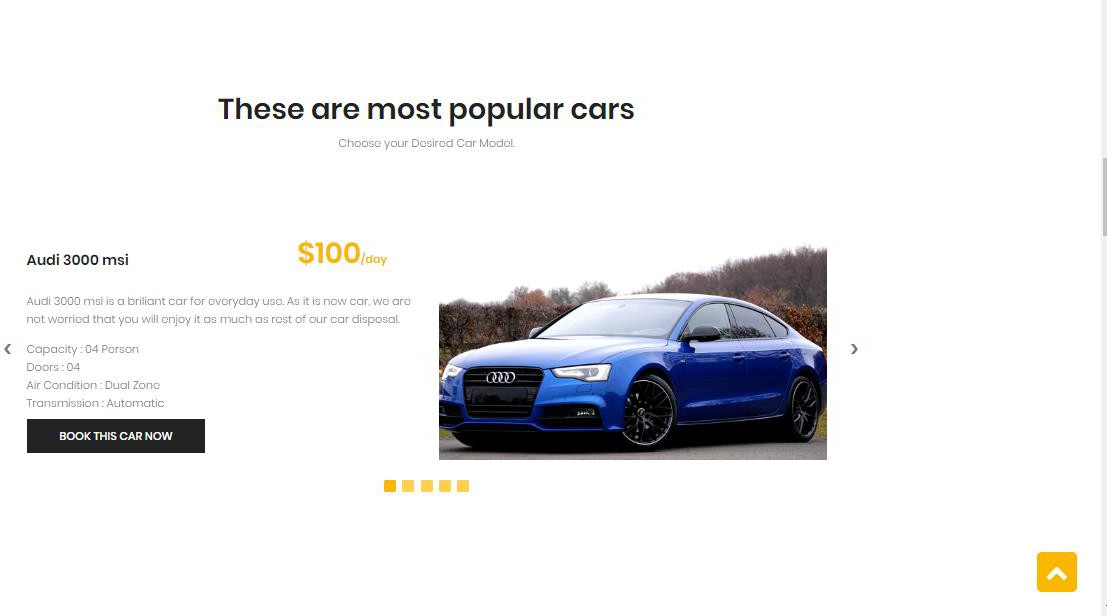 These are most popular cars
Choose your Desired Car Model.
Audi 3000 msi
$100/day
Audi 3000 msi is a briliant car for everyday use. As it is new car, we are
not worried that you will enjoy it as much as rest of our car disposal.
Capacity : 04 Person
Doors : 04
Air Condition : Dual Zone
Transmission : Automatic
BOOK THIS CAR NOW